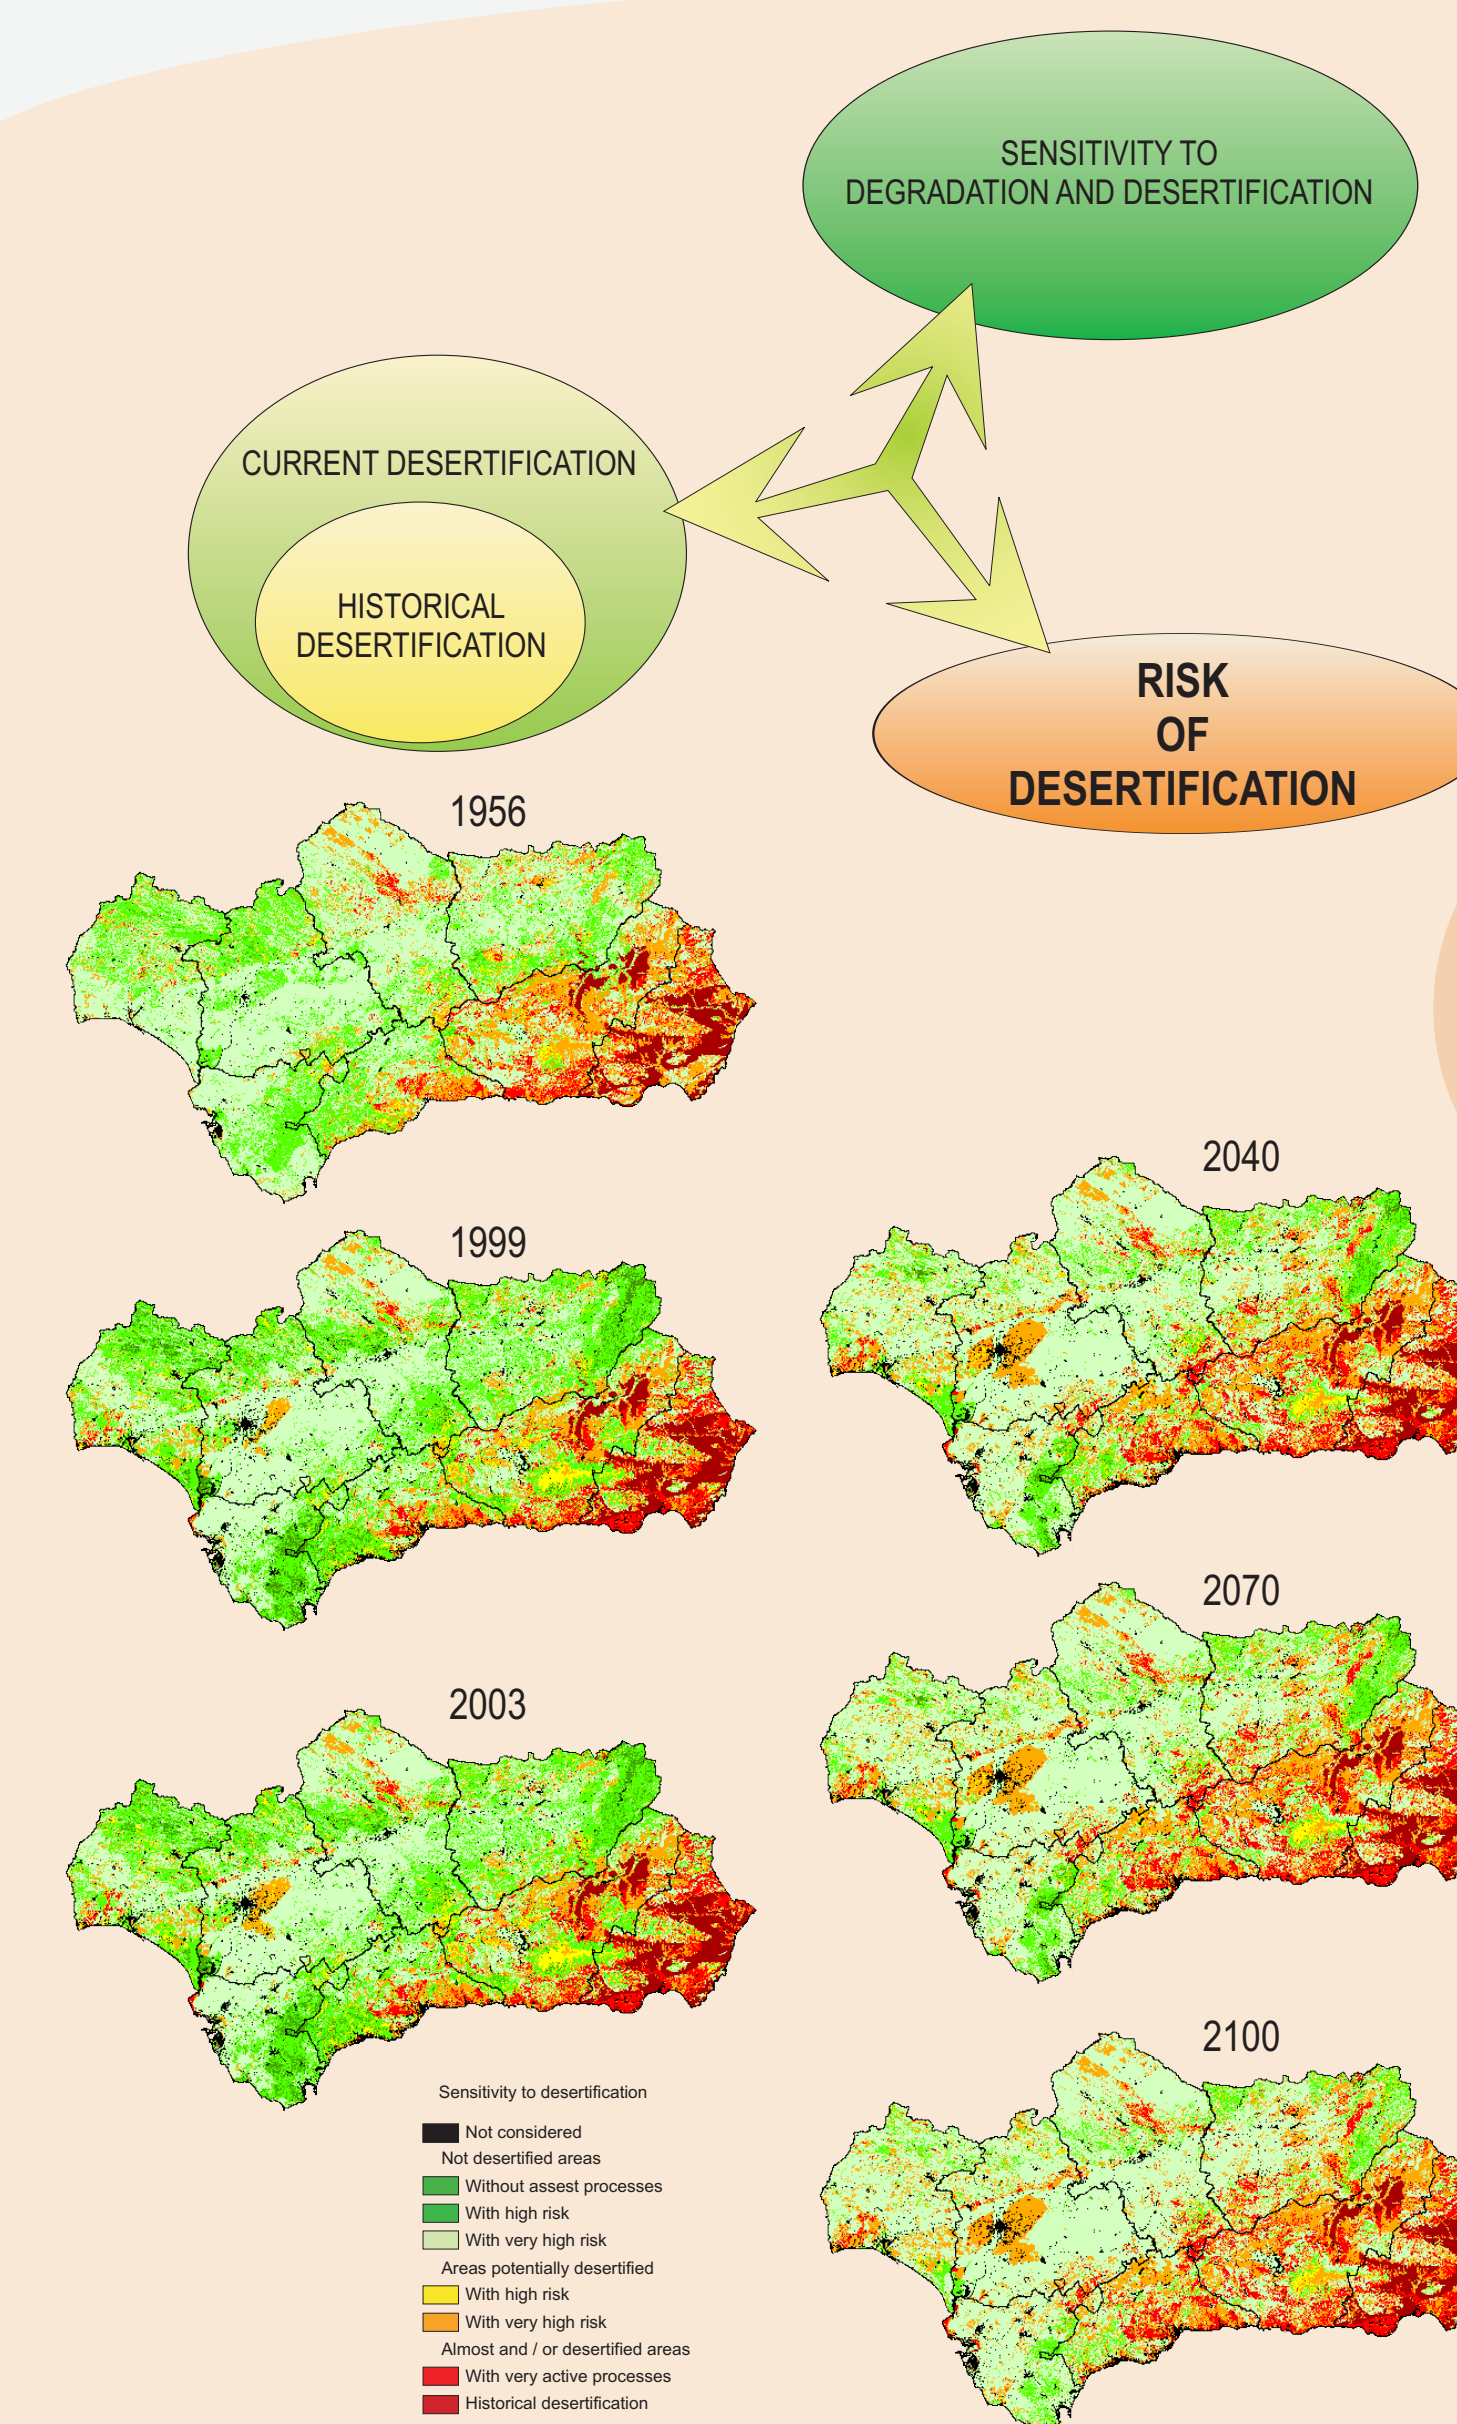 SENSITIVITY TO
DEGRADATION AND DESERTIFICATION
CURRENT DESERTIFICATION
HISTORICAL
DESERTIFICATION
RISK
OF
DESERTIFICATION
1956
1999
2003
2040
2070
2100
Sensitivity to desertification
Not considered
Not desertified areas
Without assest processes
With high risk
With very high risk
Areas potentially desertified
With high risk
With very high risk
Almost and / or desertified areas
With very active processes
Historical desertification